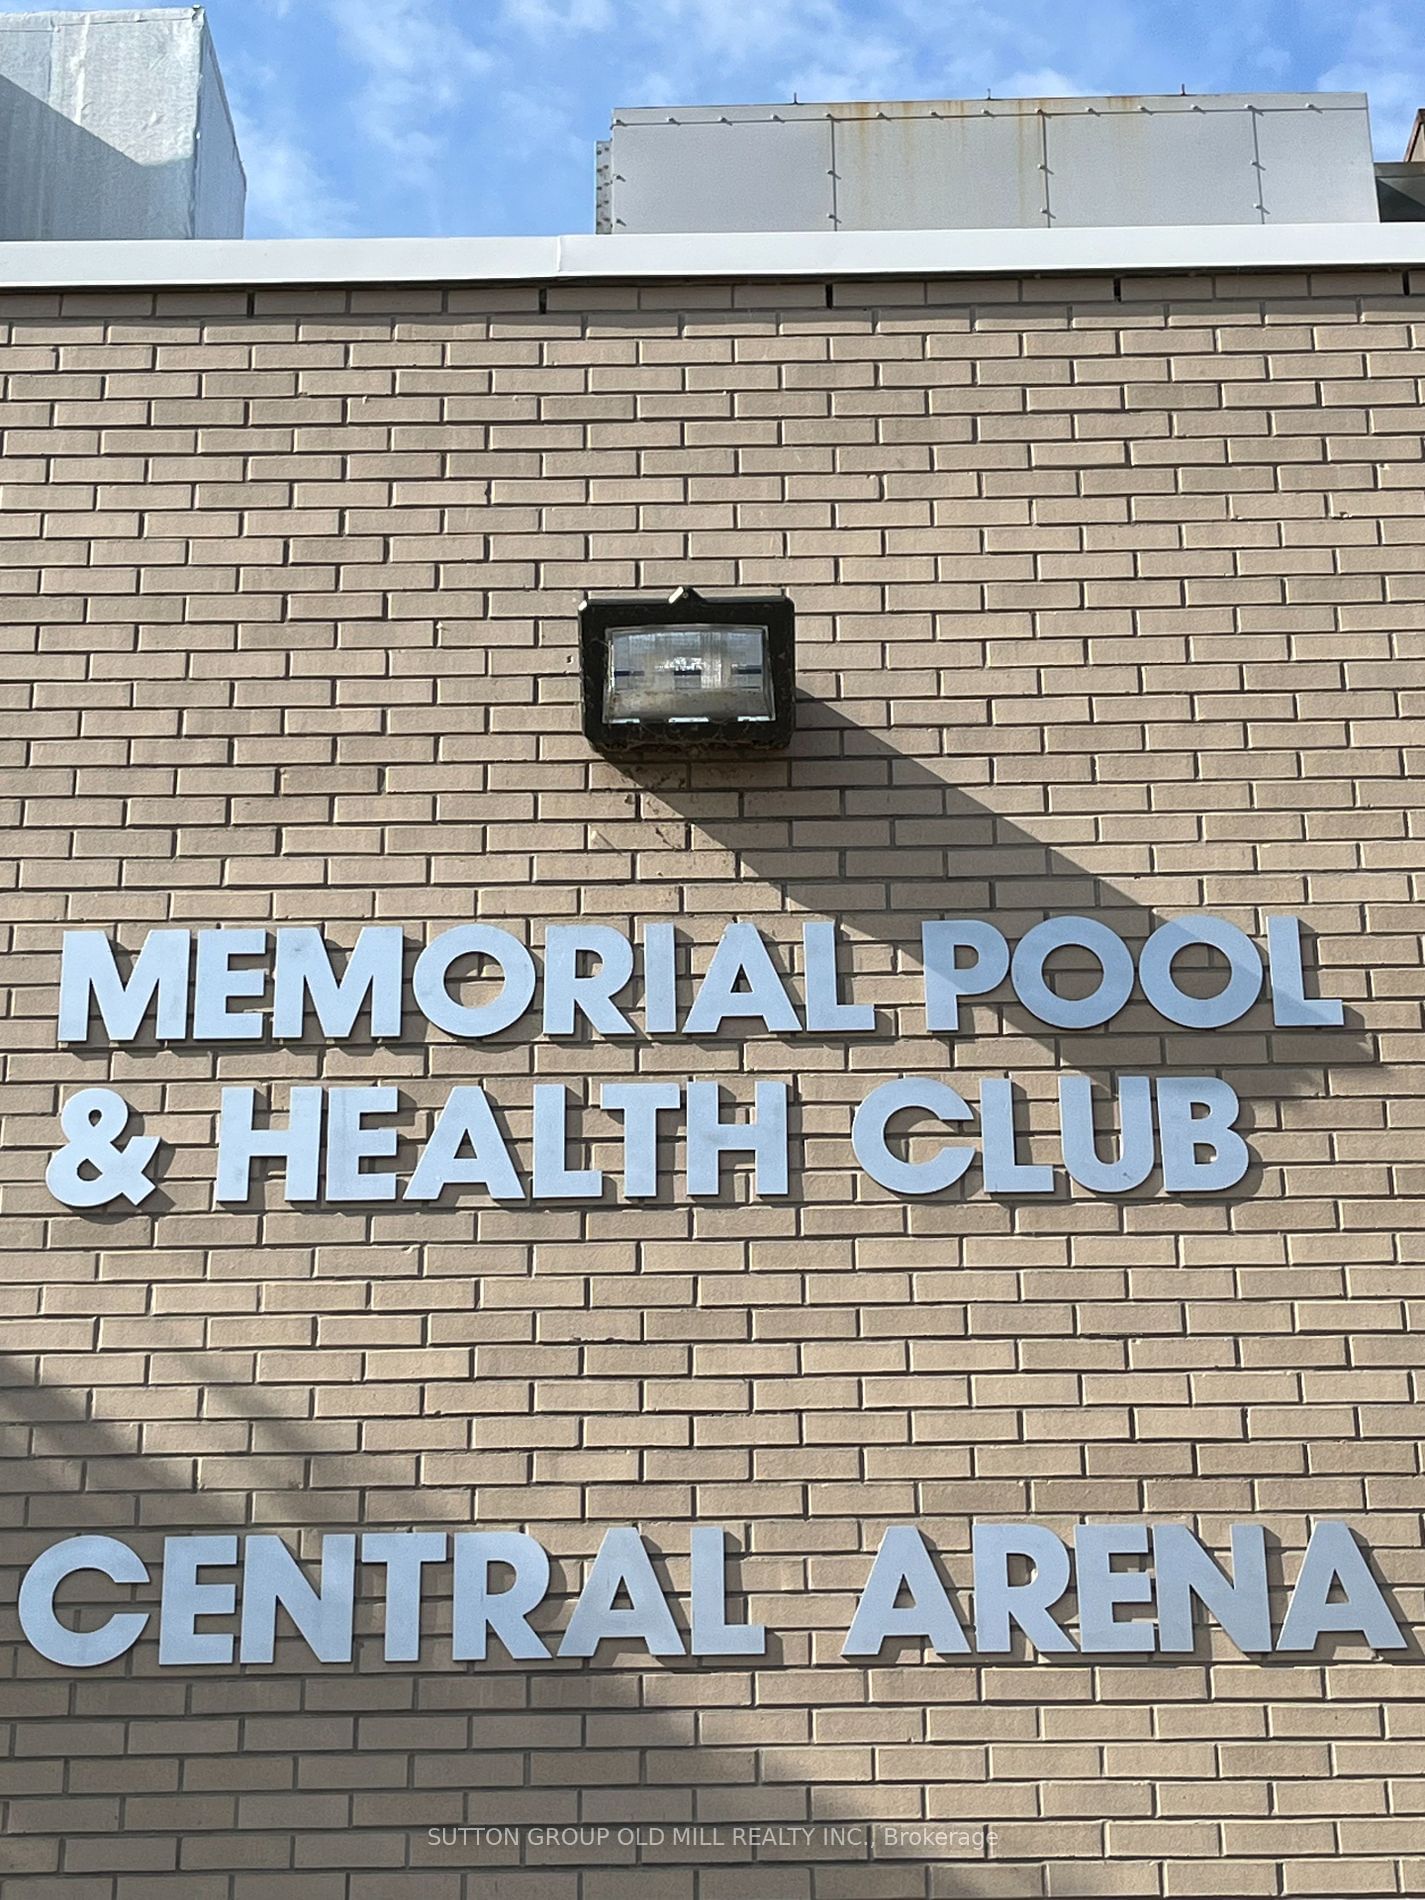 MEMORIAL POOL
& HEALTH CLUB
CENTRAL ARENA
SUTTON GROUP OLD MILL REALTY INC., Brokerage